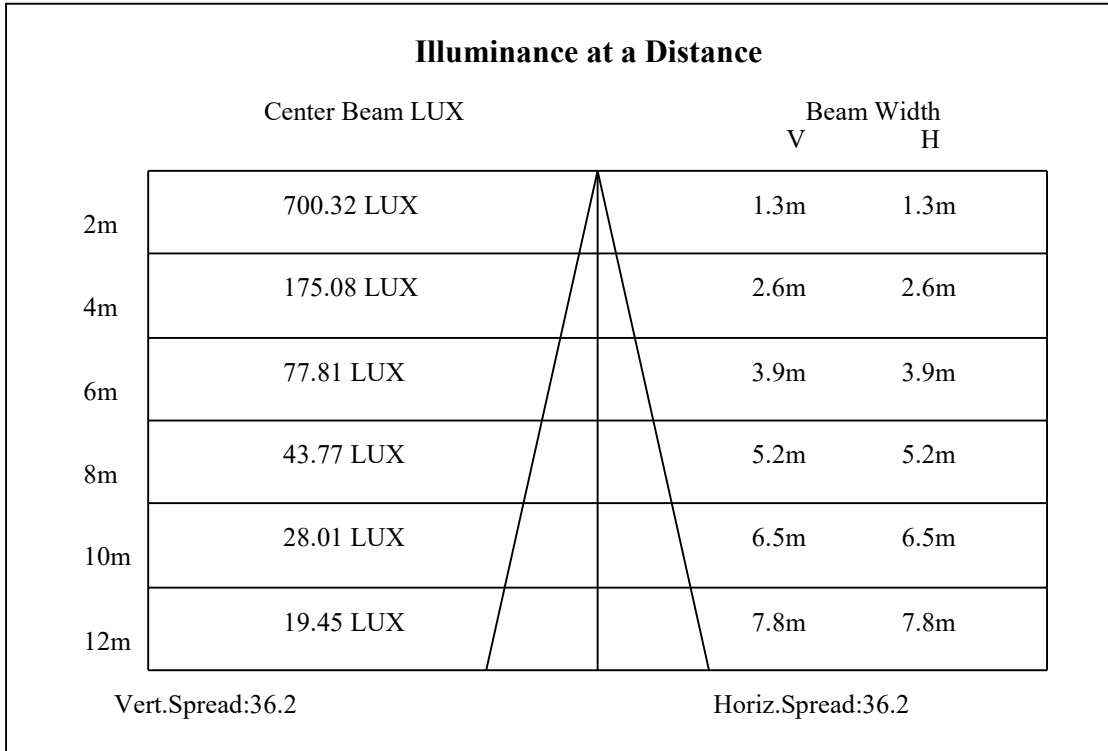 Illuminance at a Distance
Center Beam LUX Beam Width
V H
2m 700.32 LUX 1.3m 1.3m
4m 175.08 LUX 2.6m 2.6m
6m 77.81 LUX 3.9m 3.9m
8m 43.77 LUX 5.2m 5.2m
10m 28.01 LUX 6.5m 6.5m
12m 19.45 LUX 7.8m 7.8m
Vert.Spread:36.2 Horiz.Spread:36.2